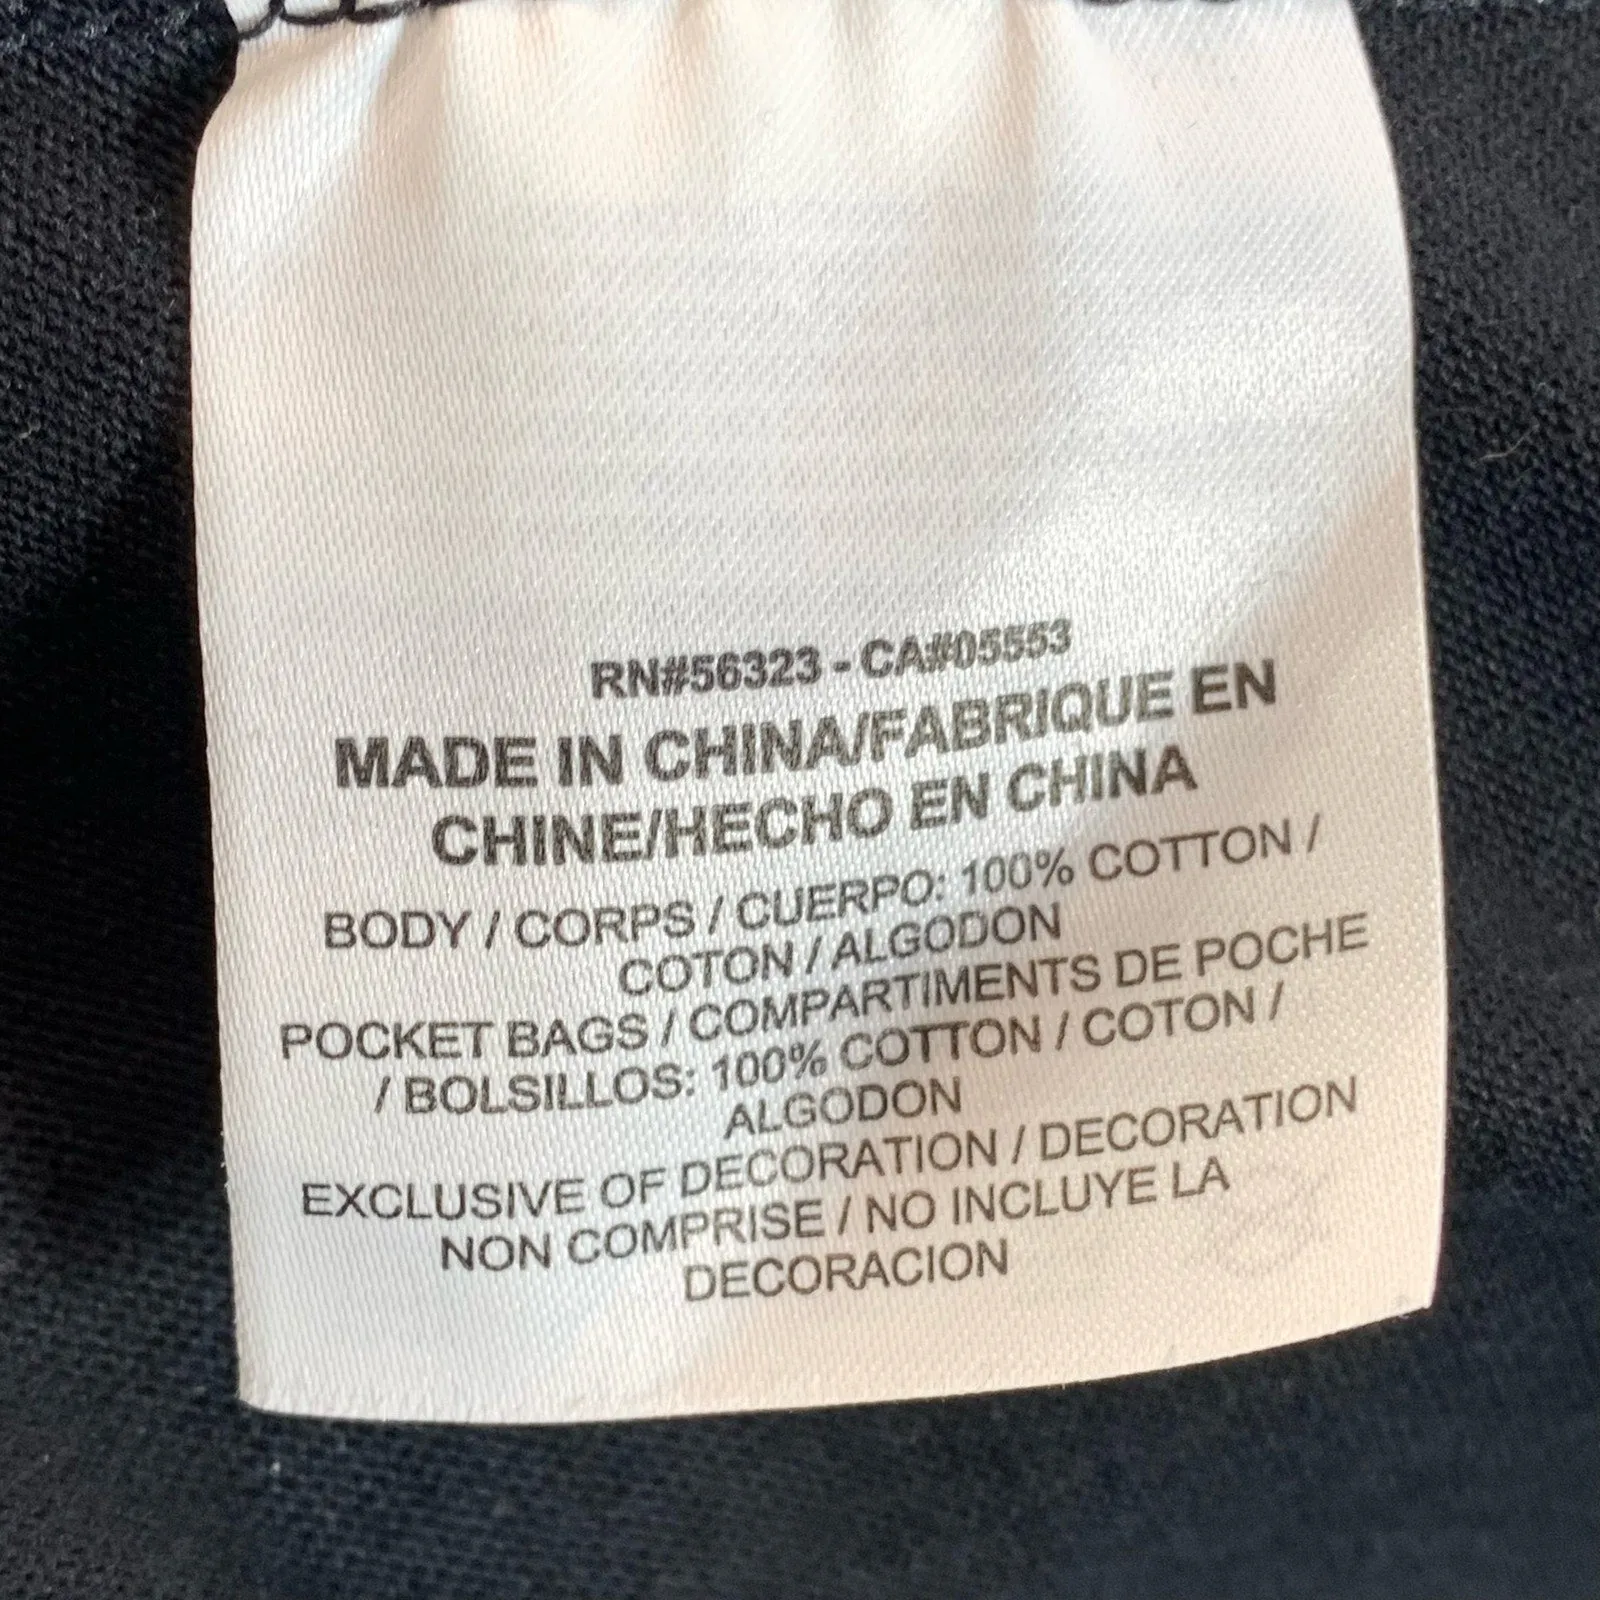 RN#56323 - CA#05553
MADE IN CHINA/FABRIQUE EN
CHINE/HECHO EN CHINA
BODY / CORPS / CUERPO: 100% COTTON /
COTON / ALGODON
POCKET BAGS / COMPARTIMENTS DE POCHE
/ BOLSILLOS: 100% COTTON / COTON /
ALGODON
EXCLUSIVE OF DECORATION / DECORATION
NON COMPRISE / NO INCLUYE LA
DECORACION